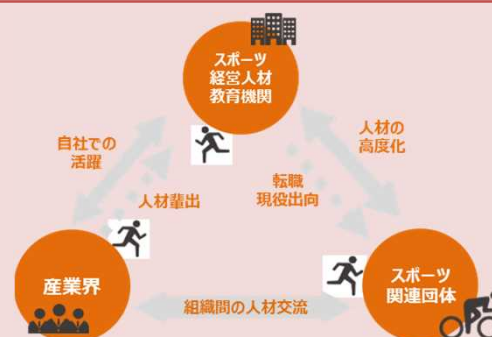 スポーツ
経営人材
教育機関
自社での
活躍
人材の
高度化
人材輩出
転職
現役出向
産業界
スポーツ
関連団体
組織間の人材交流